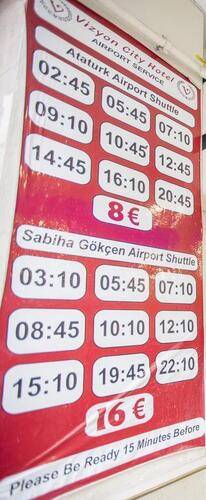 Vizyon City Hotel
AIRPORT SERVICE
Ataturk Airport Shuttle
02:45 05:45 07:10
09:10 10:45 12:45
14:45 16:10 20:45
8 €
Sabiha Gökçen Airport Shuttle
03:10 05:45 07:10
08:45 10:10 12:10
15:10 19:45 22:10
16 €
Please Be Ready 15 Minutes Before